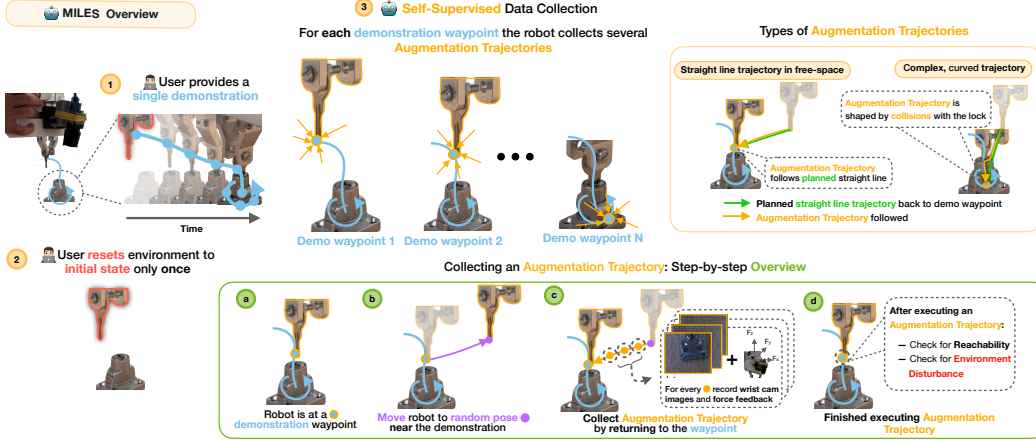 MILES Overview
1
User provides a
single demonstration
Time
2
User resets environment to
initial state only once
3
Self-Supervised Data Collection
For each demonstration waypoint the robot collects several
Augmentation Trajectories
Demo waypoint 1
Demo waypoint 2
Demo waypoint N
Types of Augmentation Trajectories
Straight line trajectory in free-space
Augmentation Trajectory
follows planned straight line
Complex, curved trajectory
Augmentation Trajectory is
shaped by collisions with the lock
Planned straight line trajectory back to demo waypoint
Augmentation Trajectory followed
Collecting an Augmentation Trajectory: Step-by-step Overview
a
Robot is at a
demonstration waypoint
b
Move robot to random pose
near the demonstration
c
+
Fz
Fy
For every record wrist cam
images and force feedback
Collect Augmentation Trajectory
by returning to the waypoint
d
After executing an
Augmentation Trajectory:
— Check for Reachability
— Check for Environment
Disturbance
Finished executing Augmentation
Trajectory